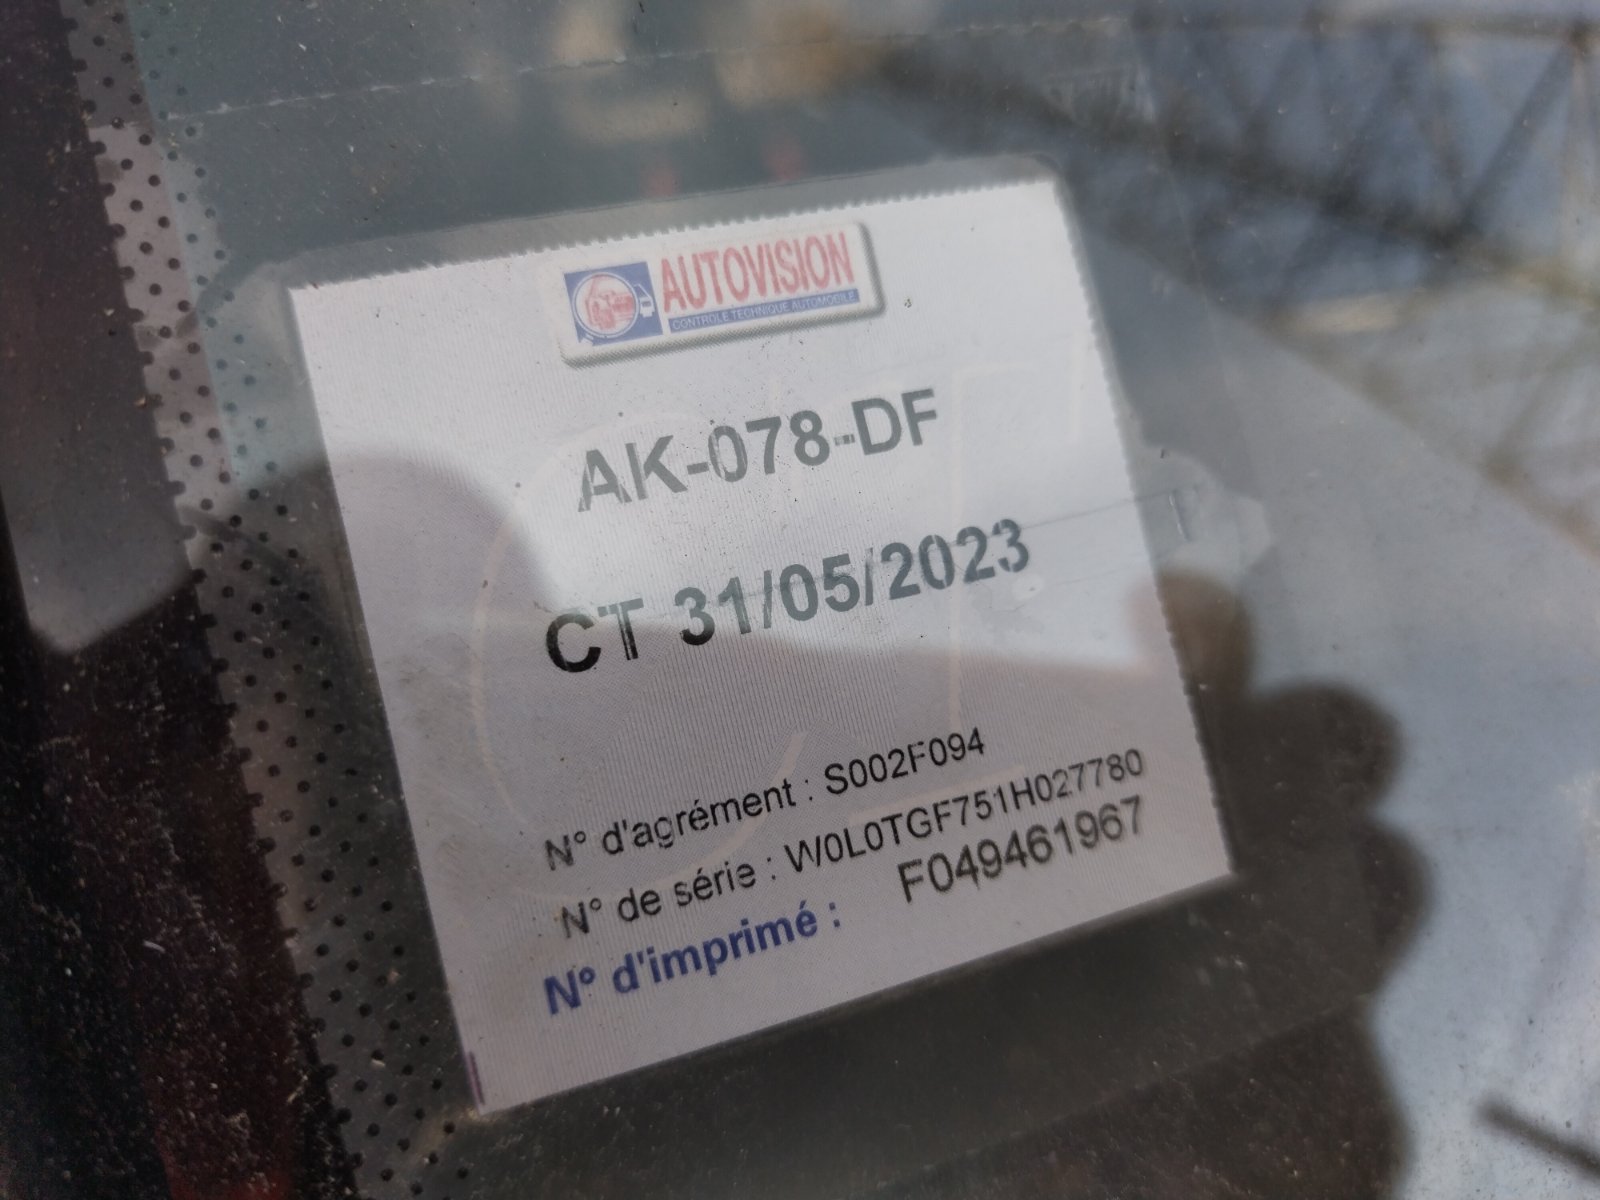 AUTOVISION
CONTROLE TECHNIQUE AUTOMOBILE
AK-078-DF
CT 31/05/2023
N° d'agrément : S002F094
N° de série : W0L0TGF751H027780
N° d'imprimé : F049461967